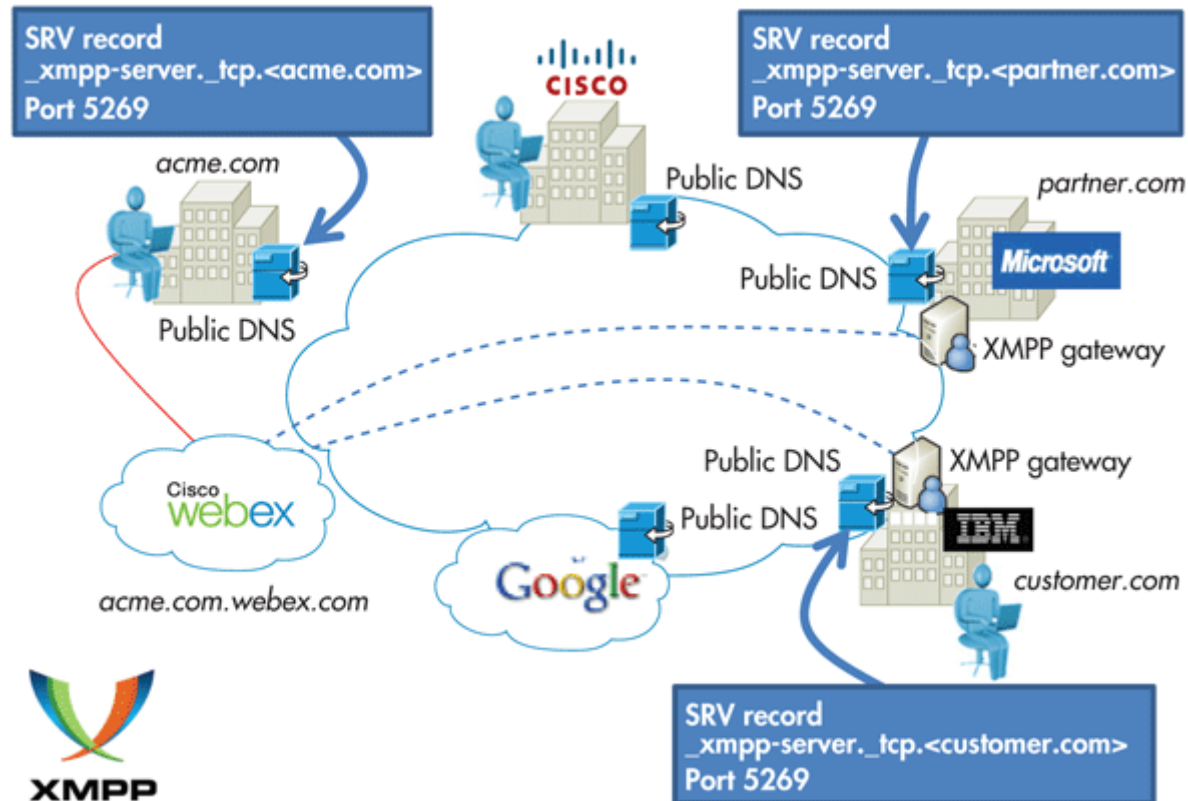 SRV record
_xmpp-server._tcp.<acme.com>
Port 5269
CISCO
SRV record
_xmpp-server._tcp.<partner.com>
Port 5269
acme.com
Public DNS
partner.com
Public DNS
Microsoft
Public DNS
XMPP gateway
Public DNS
XMPP gateway
Cisco
webex
Public DNS
IBM
Google
customer.com
acme.com.webex.com
SRV record
_xmpp-server._tcp.<customer.com>
Port 5269
XMPP